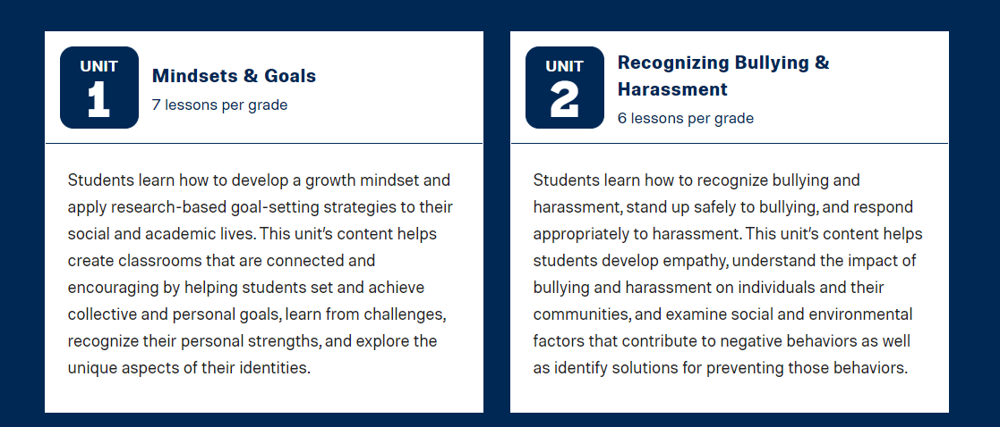 UNIT
1
Mindsets & Goals
7 lessons per grade
Students learn how to develop a growth mindset and
apply research-based goal-setting strategies to their
social and academic lives. This unit's content helps
create classrooms that are connected and
encouraging by helping students set and achieve
collective and personal goals, learn from challenges,
recognize their personal strengths, and explore the
unique aspects of their identities.
UNIT
2
Recognizing Bullying &
Harassment
6 lessons per grade
Students learn how to recognize bullying and
harassment, stand up safely to bullying, and respond
appropriately to harassment. This unit's content helps
students develop empathy, understand the impact of
bullying and harassment on individuals and their
communities, and examine social and environmental
factors that contribute to negative behaviors as well
as identify solutions for preventing those behaviors.